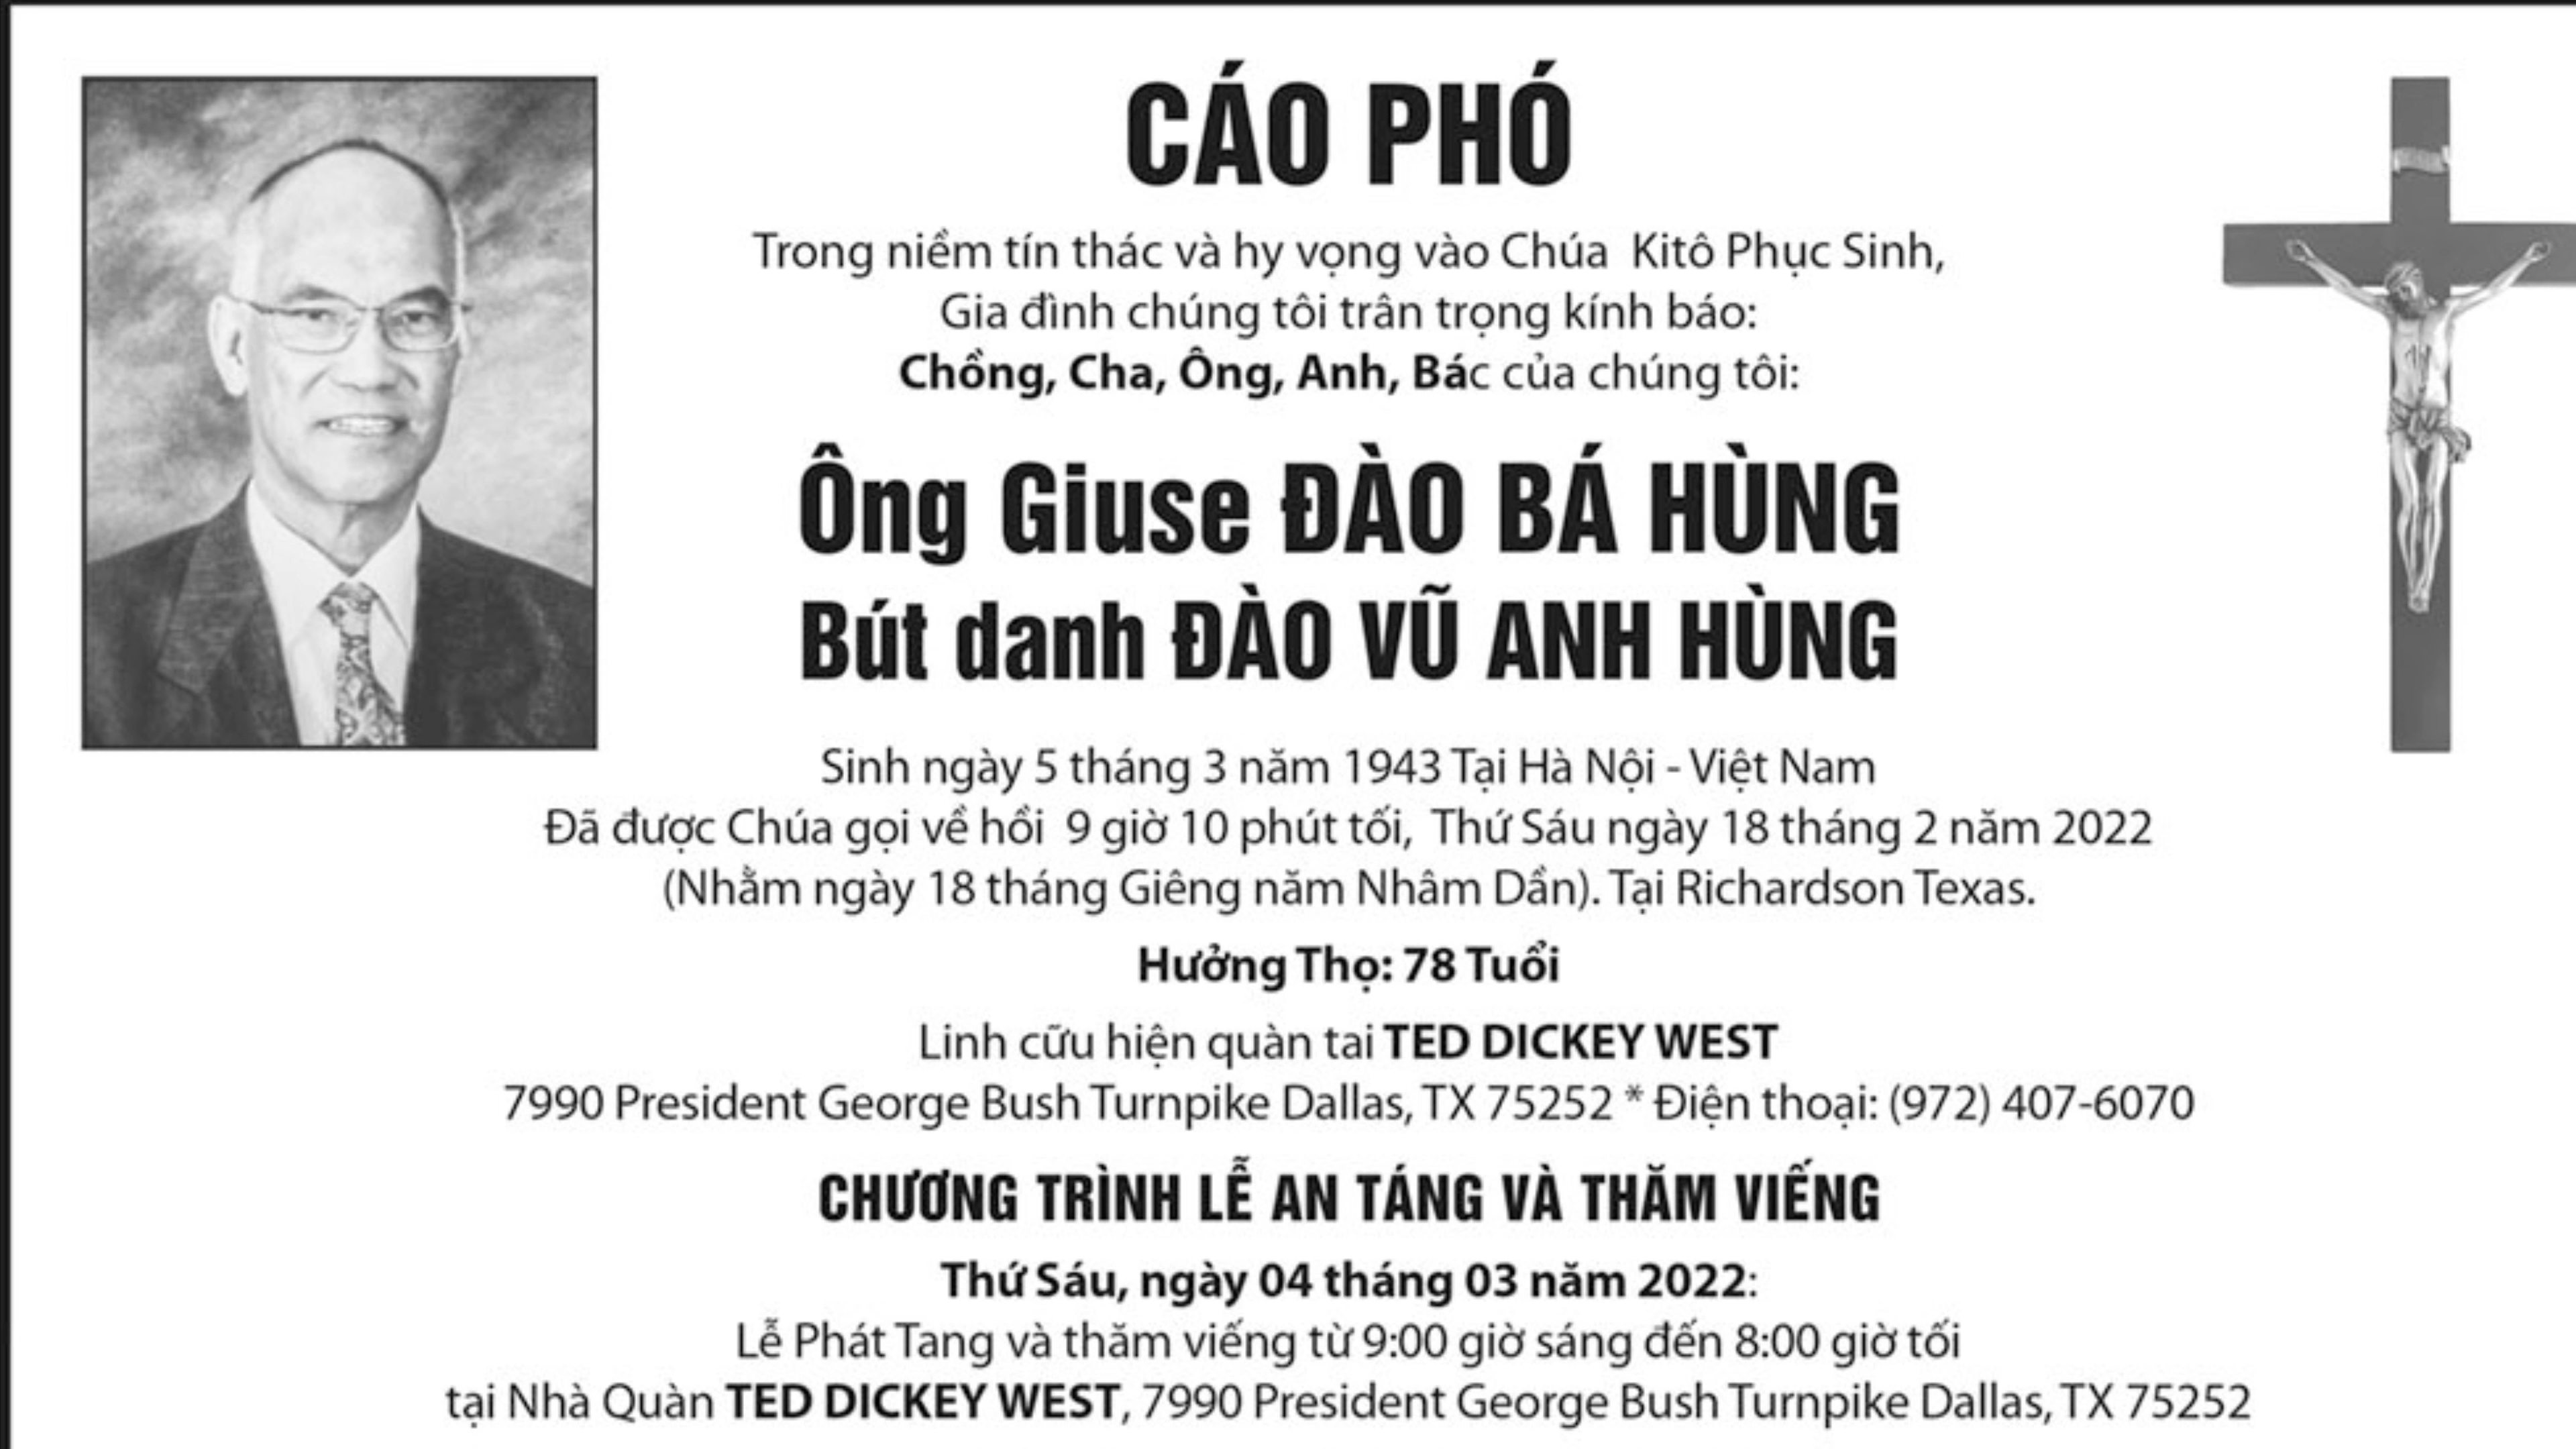 CÁO PHÓ
Trong niềm tín thác và hy vọng vào Chúa Kitô Phục Sinh,
Gia đình chúng tôi trân trọng kính báo:
Chồng, Cha, Ông, Anh, Bác của chúng tôi:
Ông Giuse ĐÀO BÁ HÙNG
Bút danh ĐÀO VŨ ANH HÙNG
Sinh ngày 5 tháng 3 năm 1943 Tại Hà Nội - Việt Nam
Đã được Chúa gọi về hồi 9 giờ 10 phút tối, Thứ Sáu ngày 18 tháng 2 năm 2022
(Nhằm ngày 18 tháng Giêng năm Nhâm Dần). Tại Richardson Texas.
Hưởng Thọ: 78 Tuổi
Linh cữu hiện quàn tai TED DICKEY WEST
7990 President George Bush Turnpike Dallas, TX 75252 * Điện thoại: (972) 407-6070
CHƯƠNG TRÌNH LỄ AN TÁNG VÀ THĂM VIẾNG
Thứ Sáu, ngày 04 tháng 03 năm 2022:
Lễ Phát Tang và thăm viếng từ 9:00 giờ sáng đến 8:00 giờ tối
tại Nhà Quàn TED DICKEY WEST, 7990 President George Bush Turnpike Dallas, TX 75252